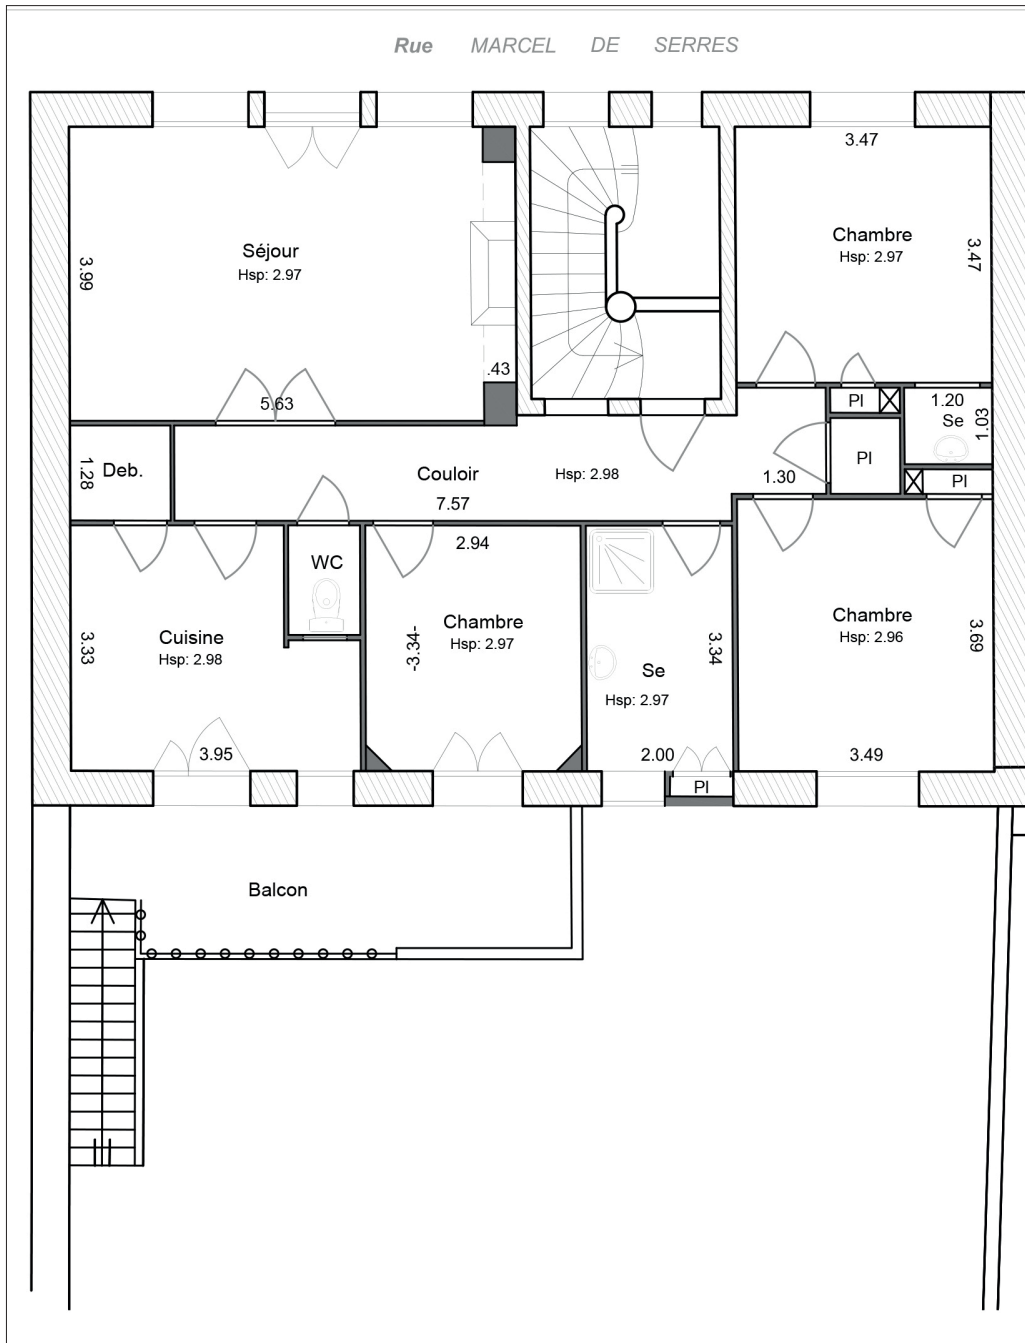 Rue MARCEL DE SERRES
3.47
Chambre
Hsp: 2.97
3.47
Séjour
Hsp: 2.97
3.99
.43
5.63
Pl
1.20
Se
1.03
Pl
Pl
Deb.
1.28
Couloir
Hsp: 2.98
7.57
1.30
WC
2.94
Chambre
Hsp: 2.97
-3.34-
Cuisine
Hsp: 2.98
3.33
3.95
Se
Hsp: 2.97
3.34
2.00
Pl
Chambre
Hsp: 2.96
3.69
3.49
Balcon